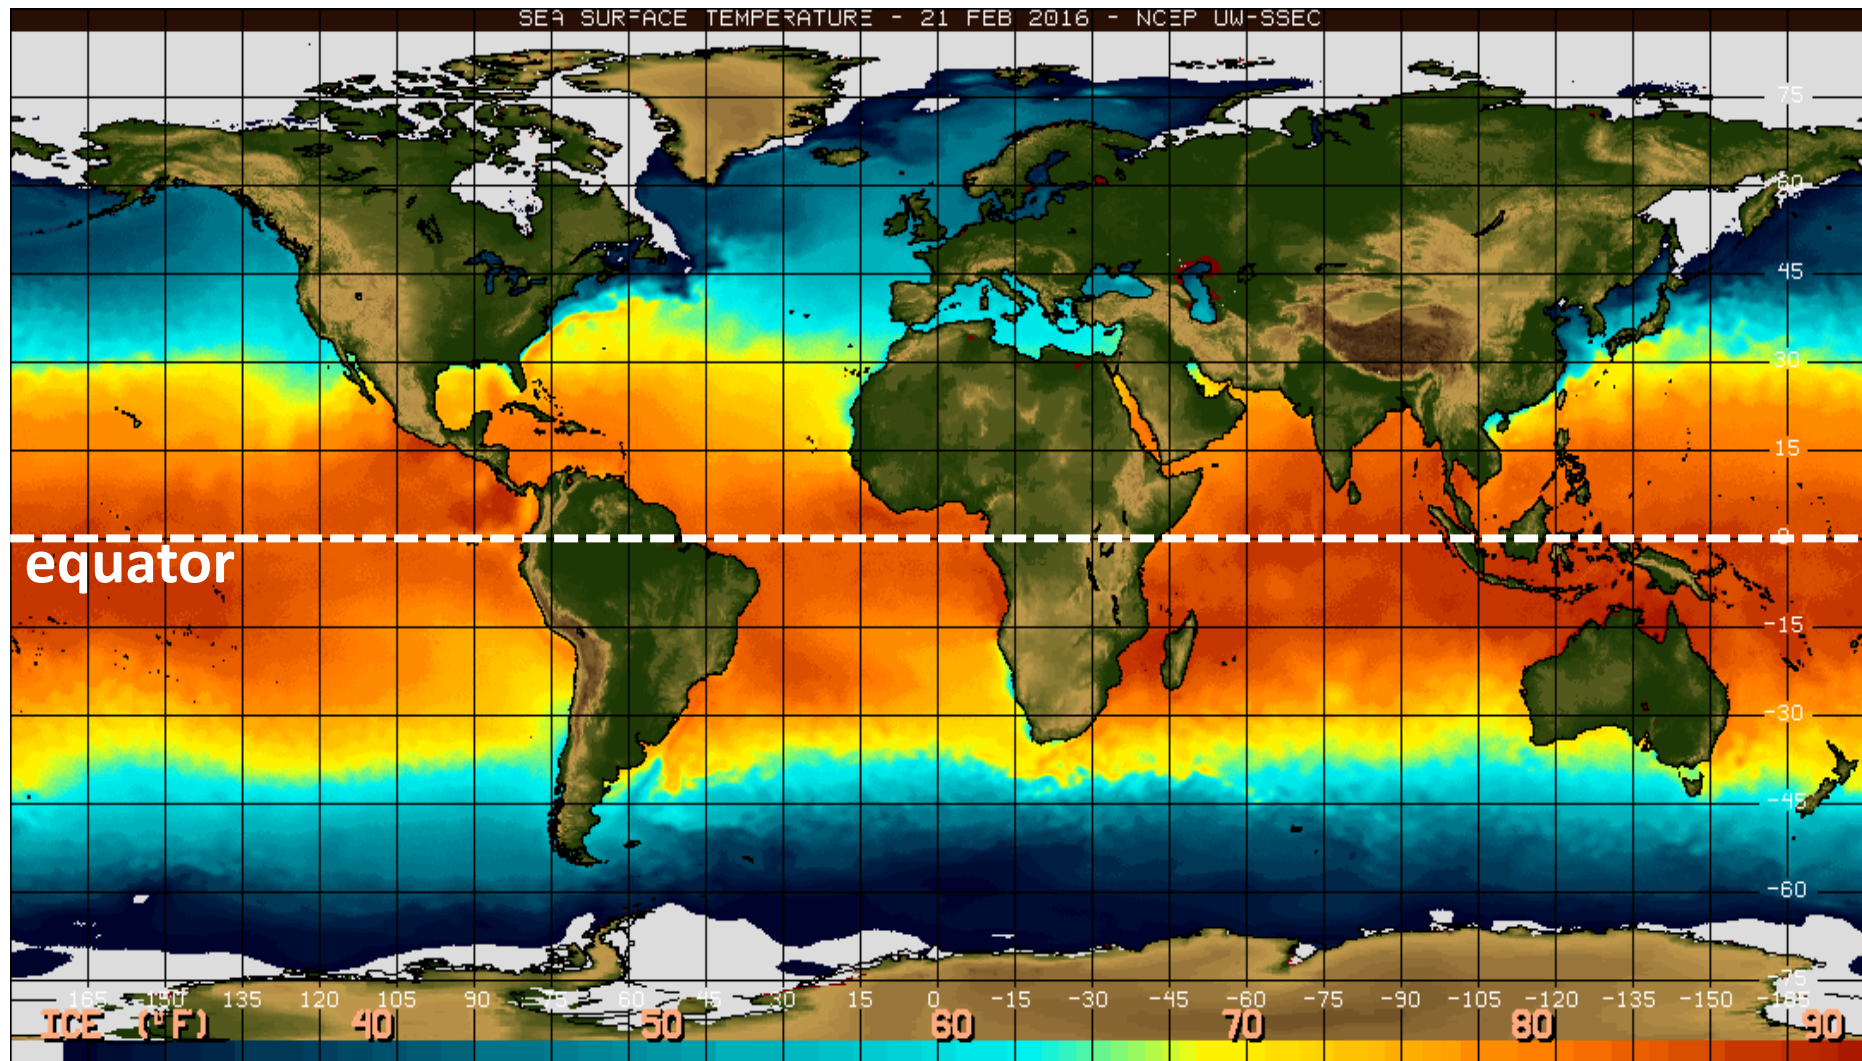 SEA SURFACE TEMPERATURE - 21 FEB 2016 - NCEP UW-SSEC
75
60
45
30
15
0
equator
-15
-30
-45
-60
-75
165 150 135 120 105 90 75 60 45 30 15 0 -15 -30 -45 -60 -75 -90 -105 -120 -135 -150 -165
ICE (°F) 40 50 60 70 80 90